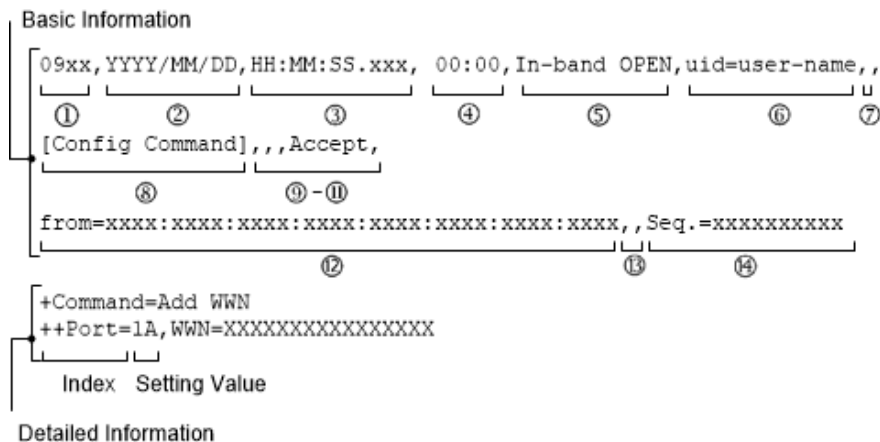 Basic Information
09xx,YYYY/MM/DD,HH:MM:SS.xxx, 00:00,In-band OPEN,uid=user-name,,
① ② ③ ④ ⑤ ⑥ ⑦
[Config Command],,,Accept,
⑧ ⑨-⑪
from=xxxx:xxxx:xxxx:xxxx:xxxx:xxxx:xxxx:xxxx,,Seq.=xxxxxxxxxx
⑫ ⑬ ⑭
+Command=Add WWN
++Port=1A,WWN=XXXXXXXXXXXXXXXX
Index Setting Value
Detailed Information